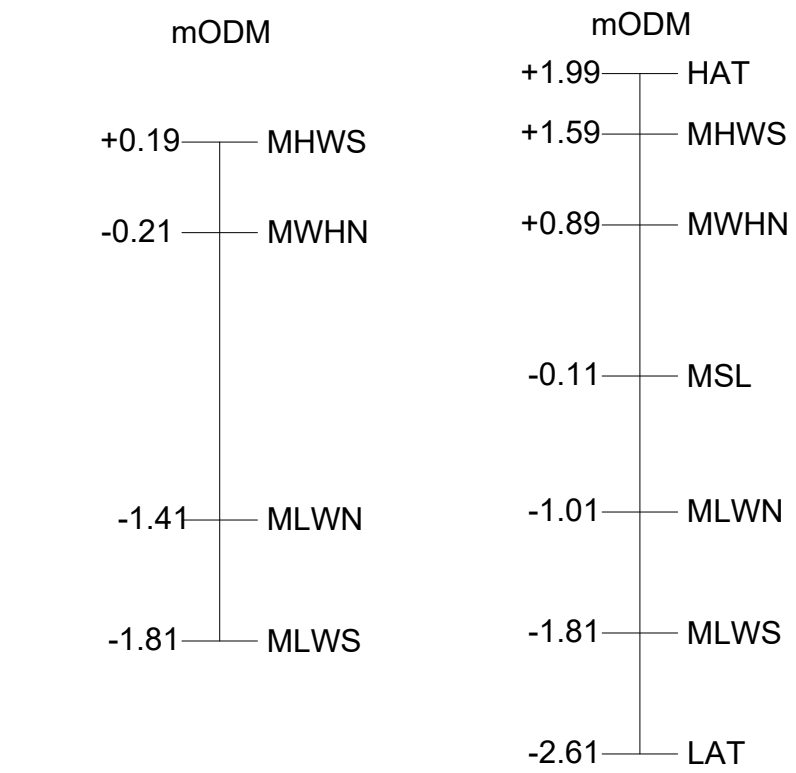 mODM
+0.19 MHWS
-0.21 MWHN
-1.41 MLWN
-1.81 MLWS
mODM
+1.99 HAT
+1.59 MHWS
+0.89 MWHN
-0.11 MSL
-1.01 MLWN
-1.81 MLWS
-2.61 LAT